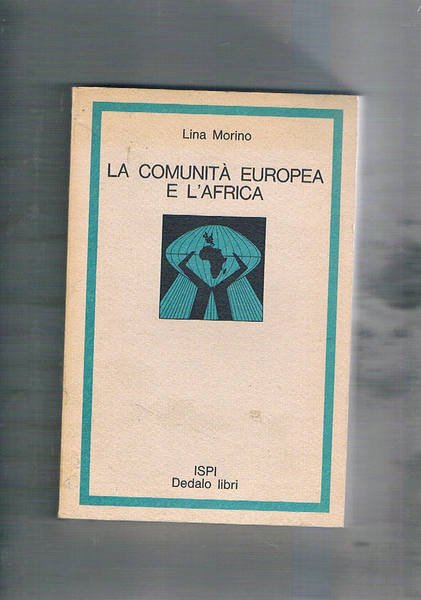 Lina Morino
LA COMUNITÀ EUROPEA
E L'AFRICA
ISPI
Dedalo libri